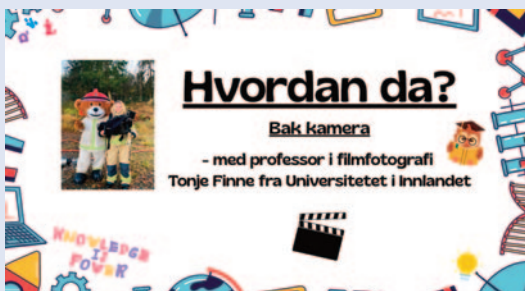 Hvordan da?
Bak kamera
- med professor i filmfotografi
Tonje Finne fra Universitetet i Innlandet
KNOWLEDGE
IS
POWER